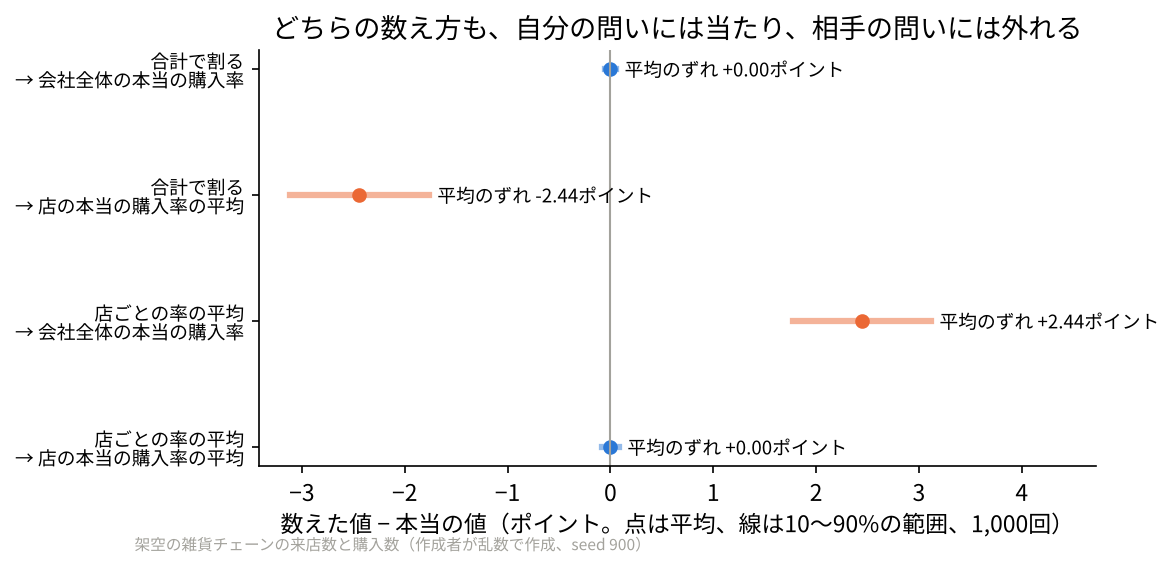 どちらの数え方も、自分の問いには当たり、相手の問いには外れる
合計で割る
→ 会社全体の本当の購入率
平均のずれ +0.00ポイント
合計で割る
→ 店の本当の購入率の平均
平均のずれ -2.44ポイント
店ごとの率の平均
→ 会社全体の本当の購入率
平均のずれ +2.44ポイント
店ごとの率の平均
→ 店の本当の購入率の平均
平均のずれ +0.00ポイント
−3 −2 −1 0 1 2 3 4
数えた値 − 本当の値（ポイント。点は平均、線は10〜90%の範囲、1,000回）
架空の雑貨チェーンの来店数と購入数（作成者が乱数で作成、seed 900）